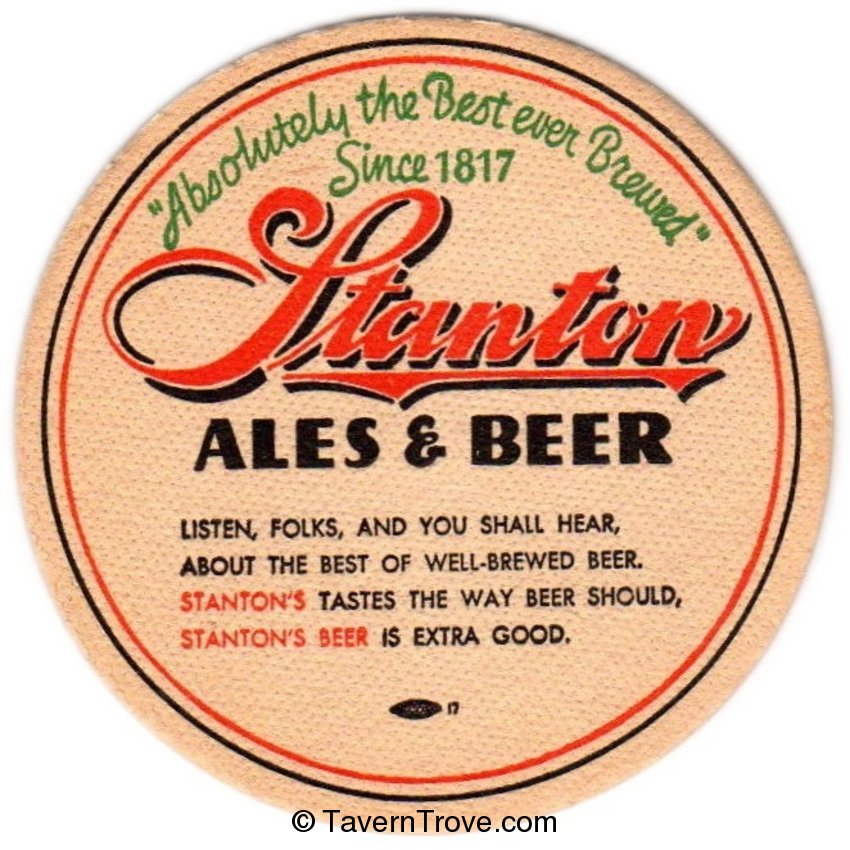 "Absolutely the Best ever Brewed"
Since 1817
Stanton
ALES & BEER
LISTEN, FOLKS, AND YOU SHALL HEAR,
ABOUT THE BEST OF WELL-BREWED BEER.
STANTON'S TASTES THE WAY BEER SHOULD,
STANTON'S BEER IS EXTRA GOOD.
17
© TavernTrove.com